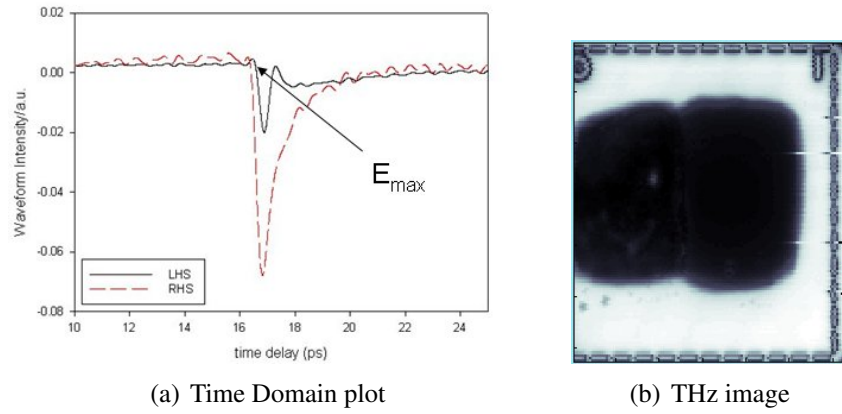 0.02
0.00
-0.02
-0.04
-0.06
-0.08
Waveform Intensity/a.u.
E_max
LHS
RHS
10 12 14 16 18 20 22 24
time delay (ps)
(a) Time Domain plot
(b) THz image